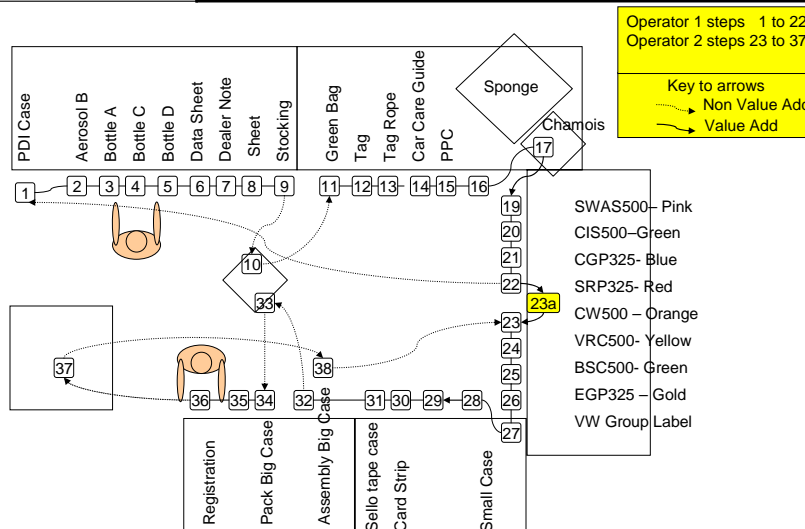 Operator 1 steps 1 to 22
Operator 2 steps 23 to 37
Key to arrows
Non Value Add
Value Add
PDI Case
Aerosol B
Bottle A
Bottle C
Bottle D
Data Sheet
Dealer Note
Sheet
Stocking
Green Bag
Tag
Tag Rope
Car Care Guide
PPC
Sponge
Chamois
1
2
3
4
5
6
7
8
9
11
12
13
14
15
16
17
10
33
19
20
21
22
23a
23
24
25
26
27
SWAS500– Pink
CIS500–Green
CGP325- Blue
SRP325- Red
CW500 – Orange
VRC500- Yellow
BSC500- Green
EGP325 – Gold
VW Group Label
37
38
36
35
34
32
31
30
29
28
Registration
Pack Big Case
Assembly Big Case
Sello tape case
Card Strip
Small Case